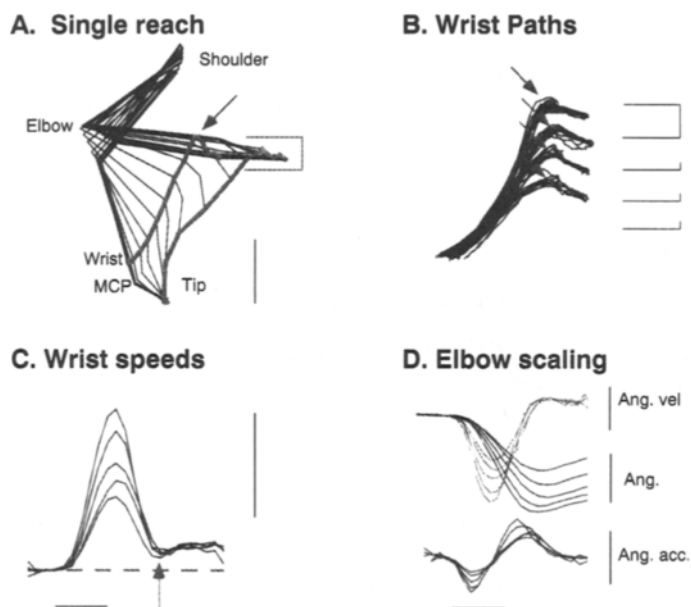 A. Single reach
B. Wrist Paths
Shoulder
Elbow
Wrist
MCP
Tip
C. Wrist speeds
D. Elbow scaling
Ang. vel
Ang.
Ang. acc.